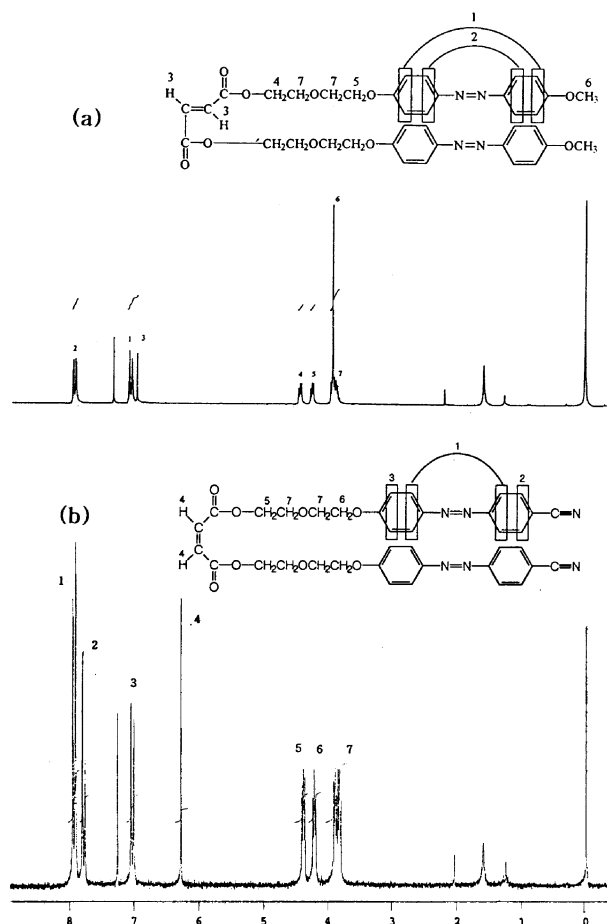 1
2
3 O 4 7 7 5 6
H C–O–CH2CH2OCH2CH2O N=N OCH3
C=C
3
H
(a)
C–O CH2CH2OCH2CH2O N=N OCH3
O
6
2 1 3 4 5 7
1
3 2
O 5 7 7 6
4
(b) H C–O–CH2CH2OCH2CH2O N=N C≡N
C
C
4
H C–O–CH2CH2OCH2CH2O N=N C≡N
O
1
2 4
3
5 6 7
8 7 6 5 4 3 2 1 0